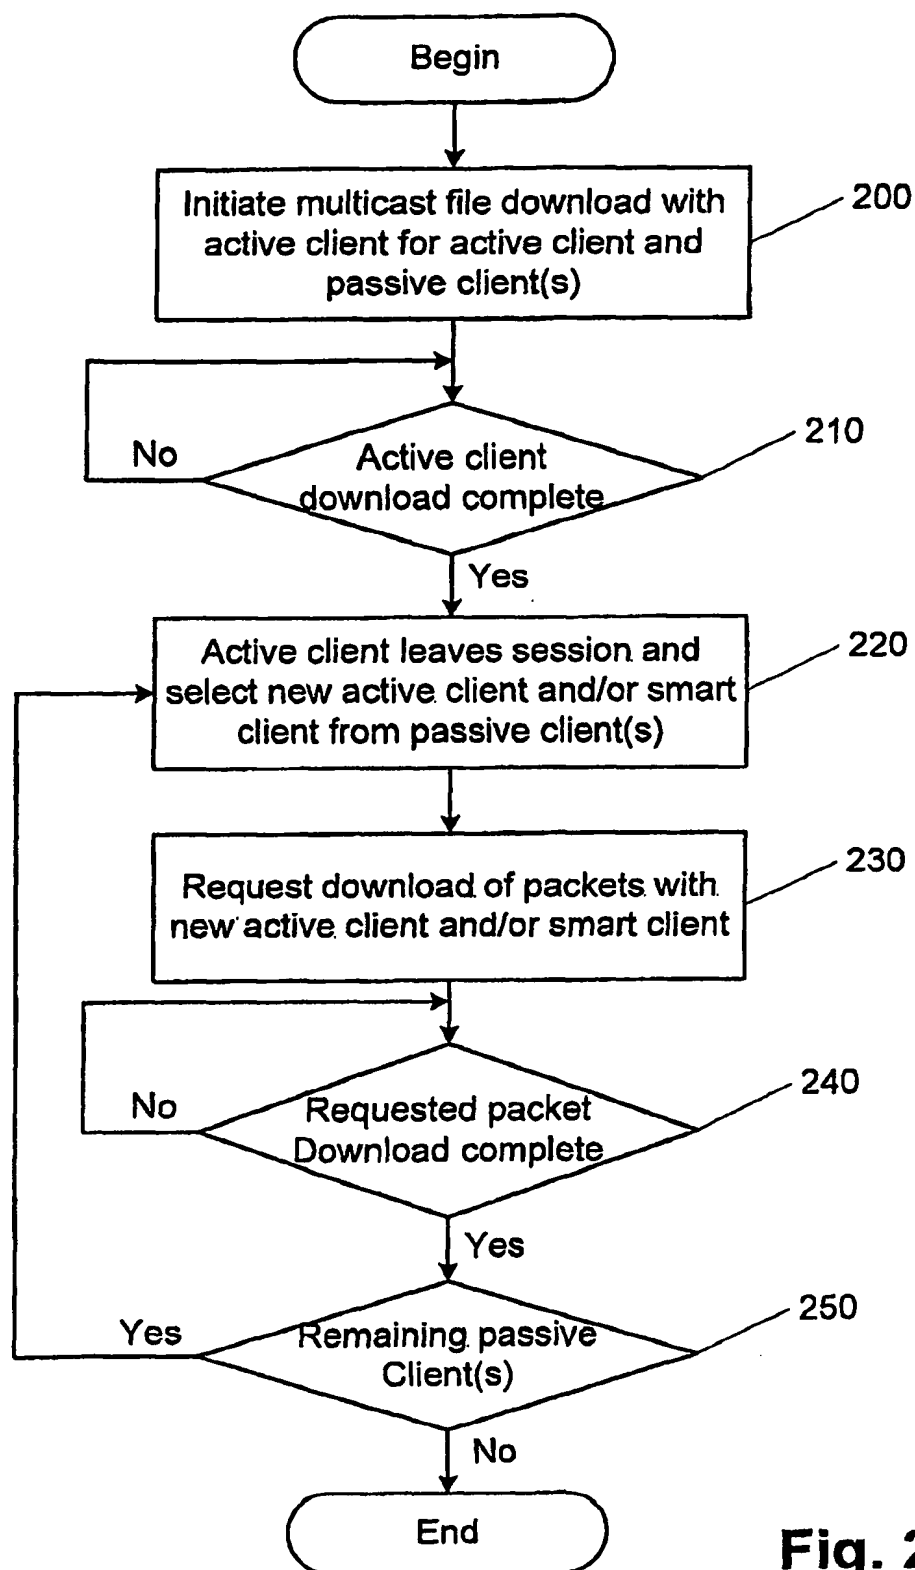 Begin
Initiate multicast file download with
active client for active client and
passive client(s)
200
No
Active client
download complete
210
Yes
Active client leaves session and
select new active client and/or smart
client from passive client(s)
220
Request download of packets with
new active client and/or smart client
230
No
Requested packet
Download complete
240
Yes
Yes
Remaining passive
Client(s)
250
No
End
Fig. 2